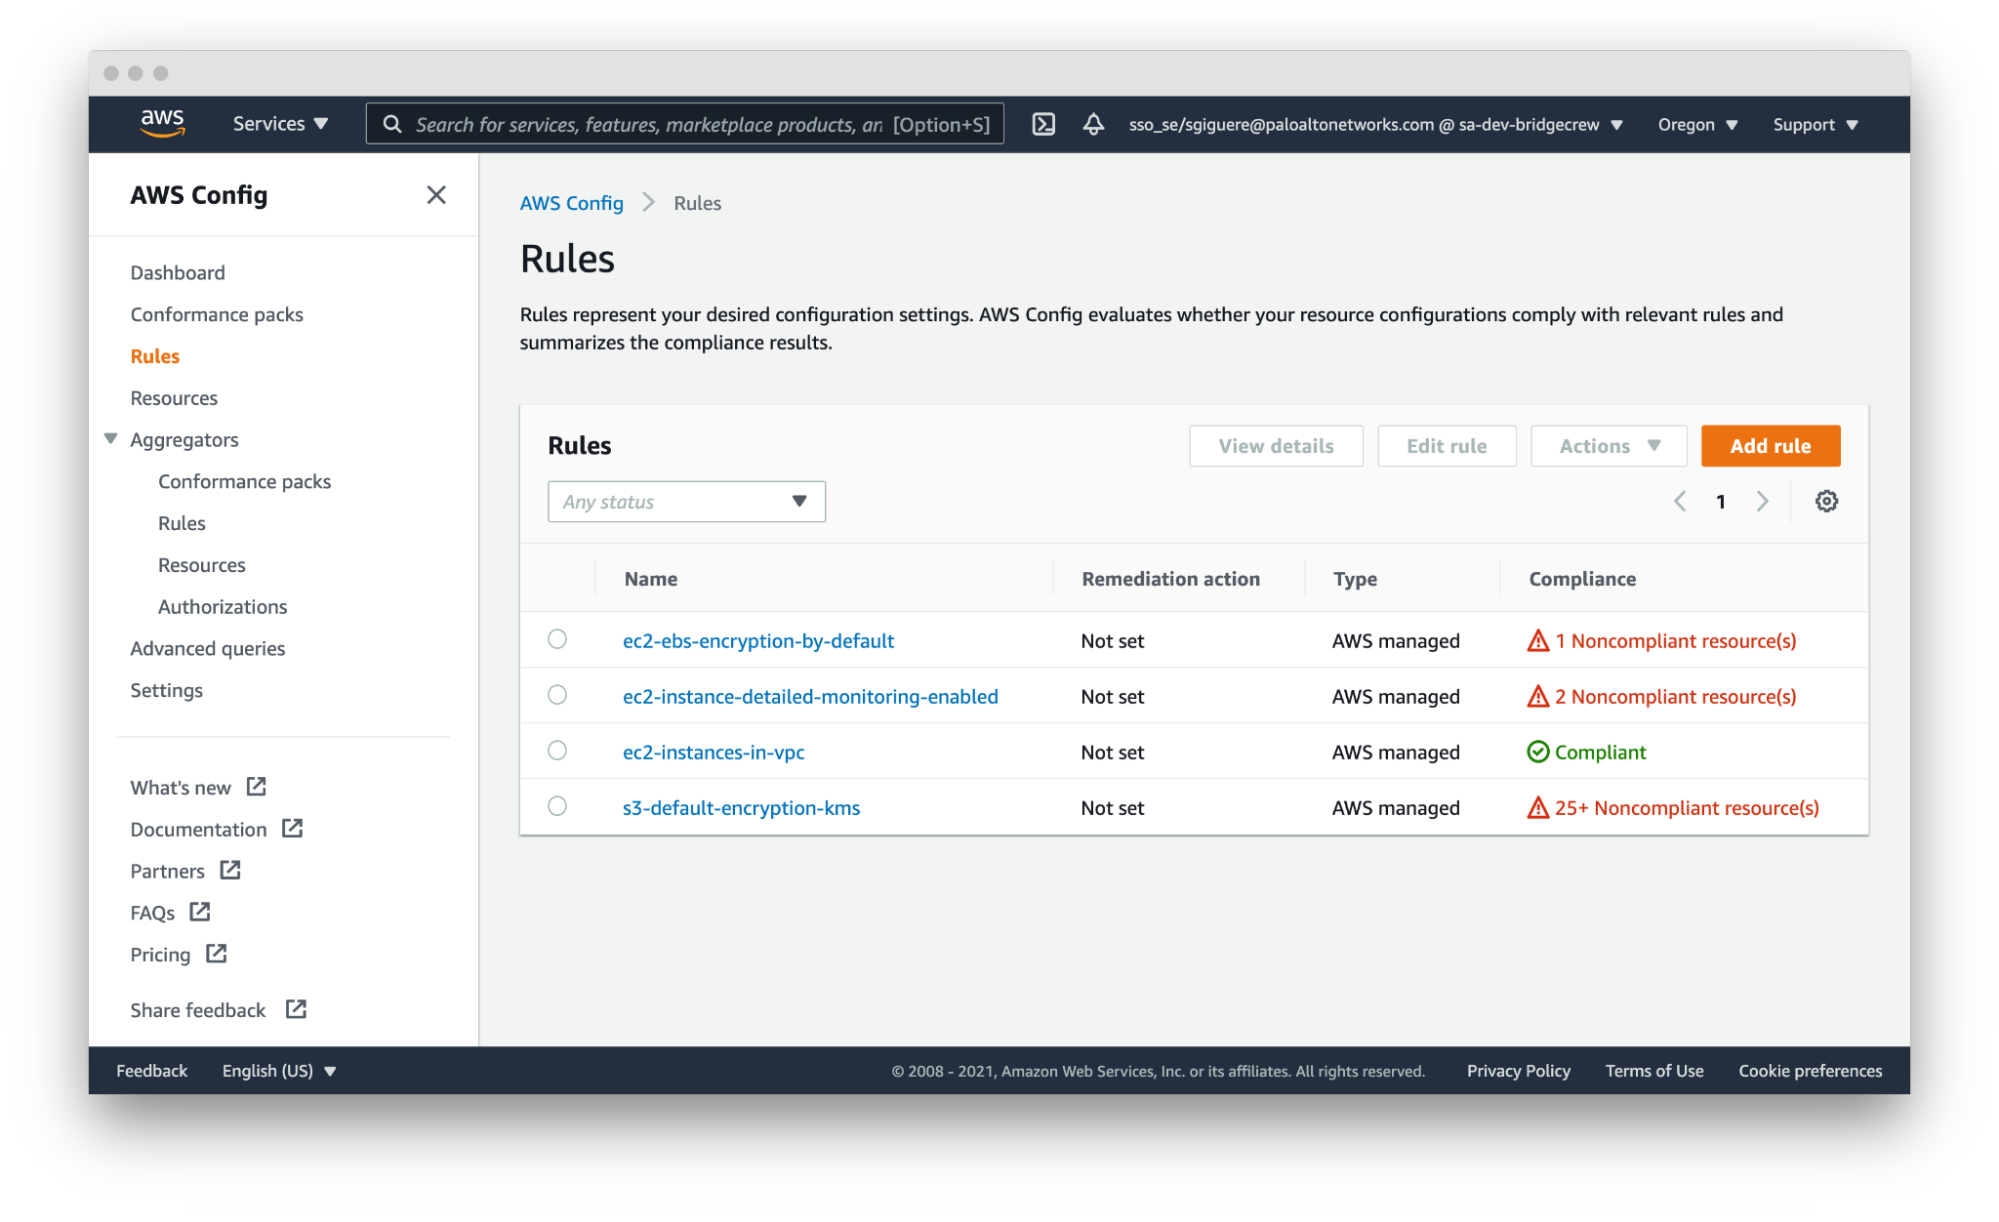 aws
Services
Search for services, features, marketplace products, an [Option+S]
sso_se/sgiguere@paloaltonetworks.com @ sa-dev-bridgecrew
Oregon
Support
AWS Config
Dashboard
Conformance packs
Rules
Resources
Aggregators
Conformance packs
Rules
Resources
Authorizations
Advanced queries
Settings
What's new
Documentation
Partners
FAQs
Pricing
Share feedback
AWS Config > Rules
Rules
Rules represent your desired configuration settings. AWS Config evaluates whether your resource configurations comply with relevant rules and
summarizes the compliance results.
Rules
View details
Edit rule
Actions
Add rule
Any status
1
Name Remediation action Type Compliance
ec2-ebs-encryption-by-default Not set AWS managed 1 Noncompliant resource(s)
ec2-instance-detailed-monitoring-enabled Not set AWS managed 2 Noncompliant resource(s)
ec2-instances-in-vpc Not set AWS managed Compliant
s3-default-encryption-kms Not set AWS managed 25+ Noncompliant resource(s)
Feedback
English (US)
© 2008 - 2021, Amazon Web Services, Inc. or its affiliates. All rights reserved.
Privacy Policy
Terms of Use
Cookie preferences